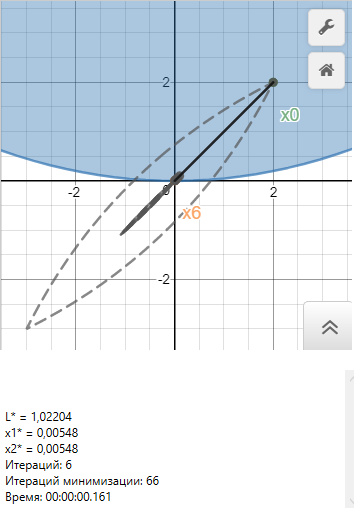 2
x0
-2
0
2
x6
-2
L* = 1,02204
x1* = 0,00548
x2* = 0,00548
Итераций: 6
Итераций минимизации: 66
Время: 00:00:00.161